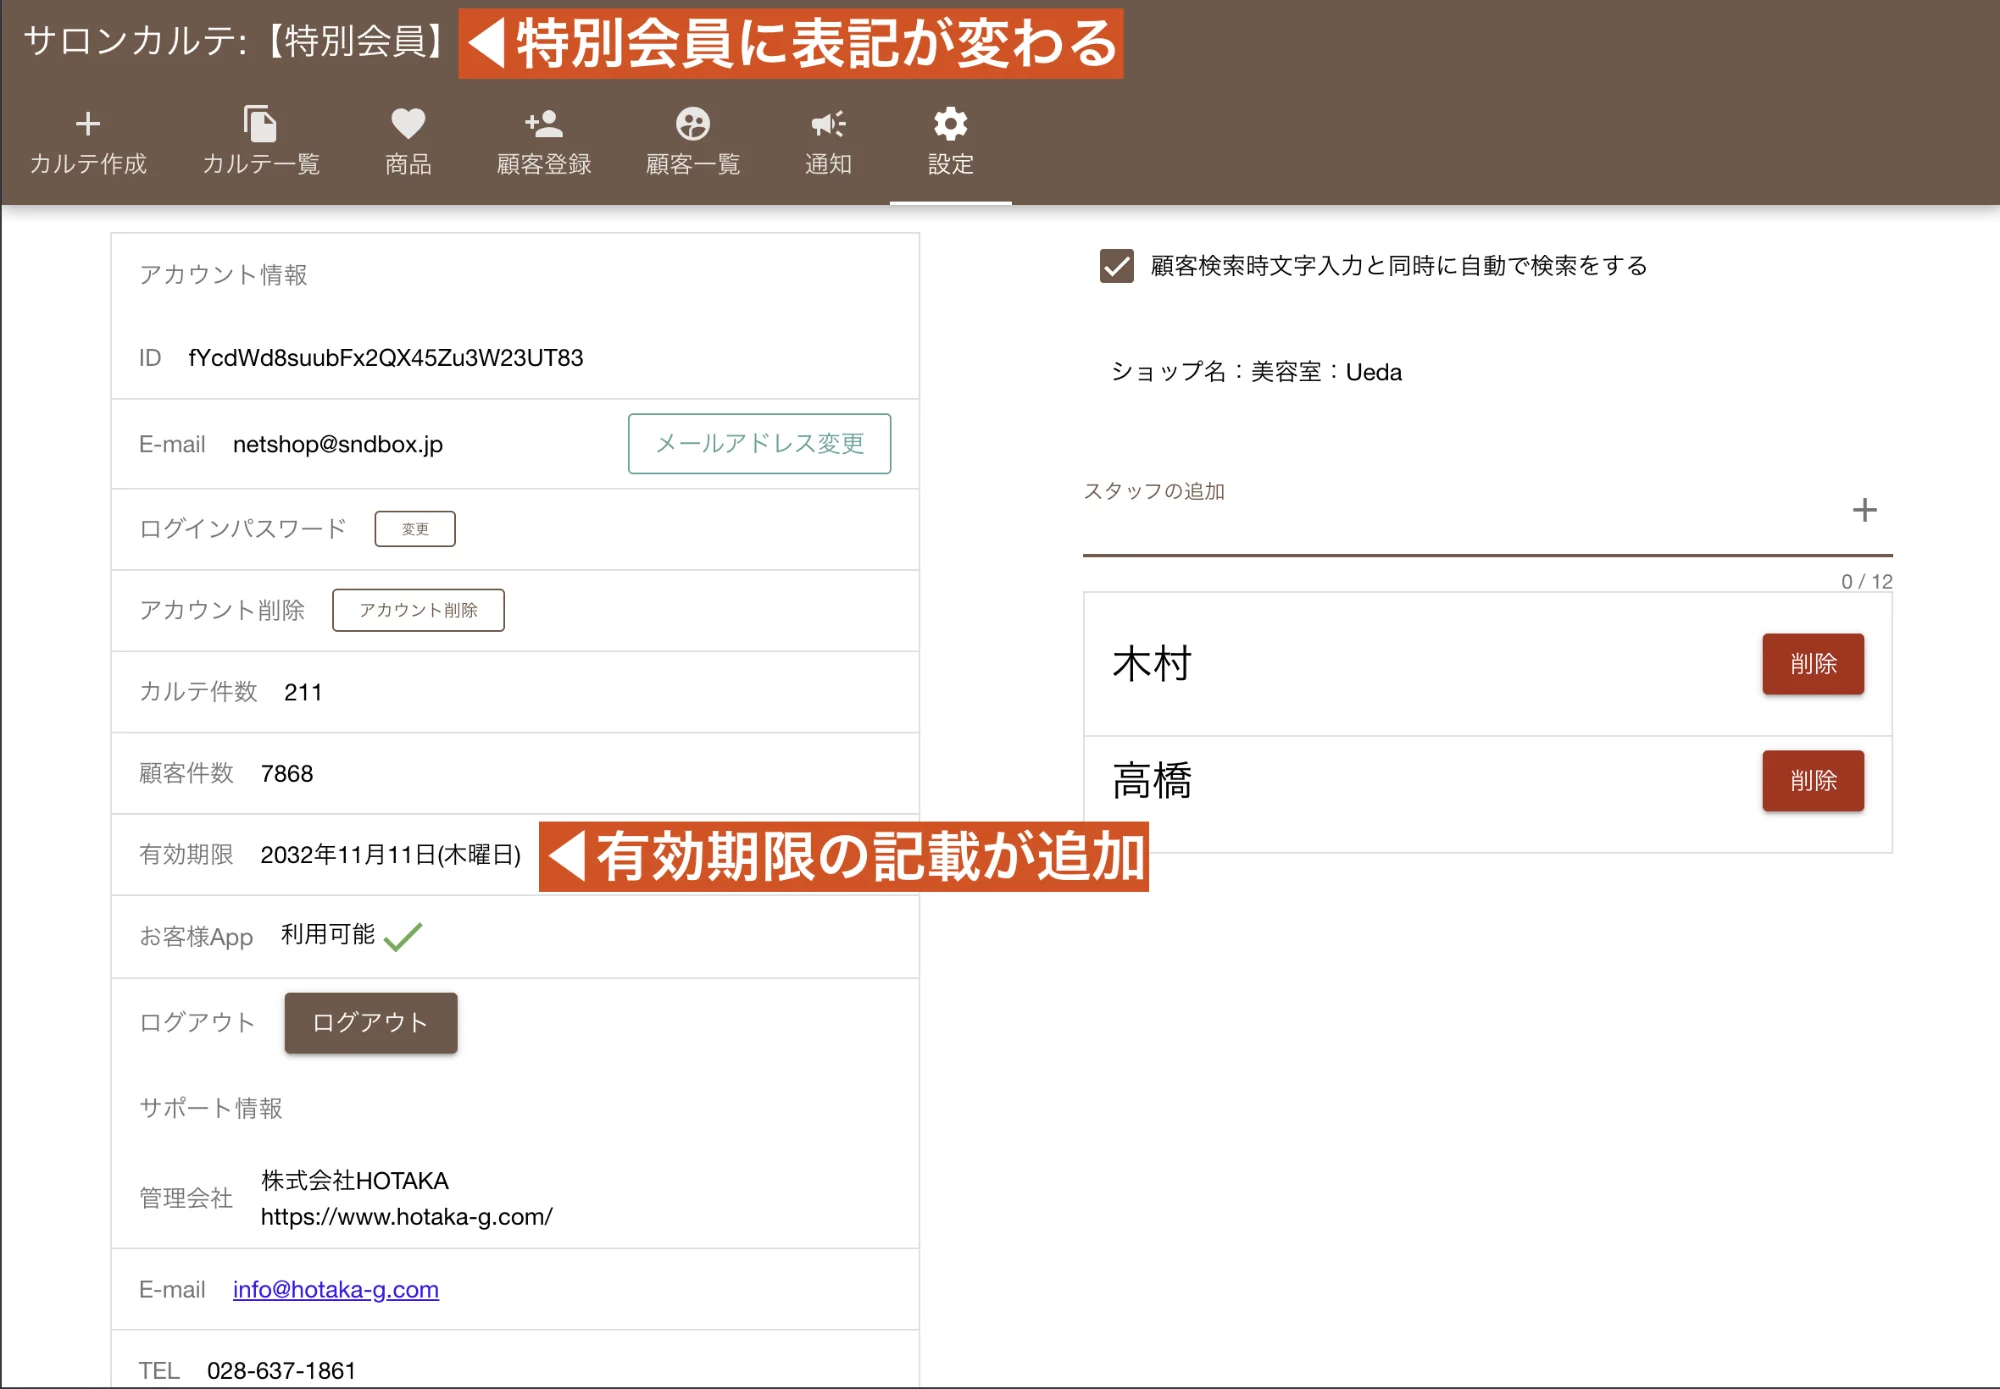 サロンカルテ:【特別会員】
◀特別会員に表記が変わる
カルテ作成
カルテ一覧
商品
顧客登録
顧客一覧
通知
設定
アカウント情報
ID fYcdWd8suubFx2QX45Zu3W23UT83
E-mail netshop@sndbox.jp メールアドレス変更
ログインパスワード 変更
アカウント削除 アカウント削除
カルテ件数 211
顧客件数 7868
有効期限 2032年11月11日(木曜日)
◀有効期限の記載が追加
お客様App 利用可能
ログアウト ログアウト
サポート情報
管理会社 株式会社HOTAKA
https://www.hotaka-g.com/
E-mail info@hotaka-g.com
TEL 028-637-1861
顧客検索時文字入力と同時に自動で検索をする
ショップ名：美容室：Ueda
スタッフの追加
0 / 12
木村 削除
高橋 削除